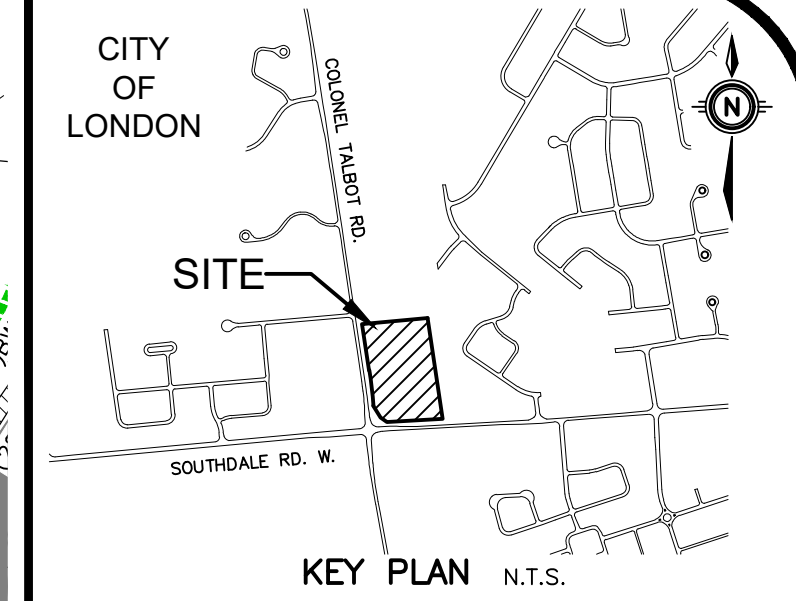 CITY
OF
LONDON
COLONEL TALBOT RD.
N
SITE
SOUTHDALE RD. W.
KEY PLAN N.T.S.